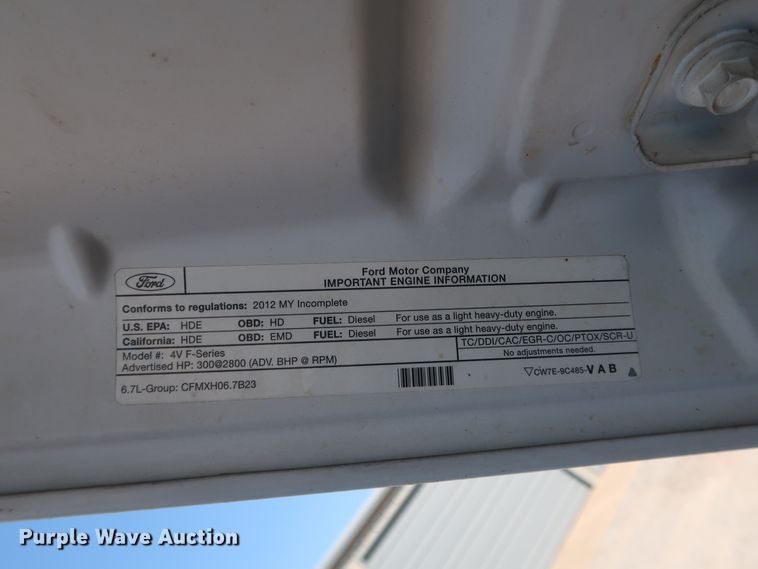 Ford
Ford Motor Company
IMPORTANT ENGINE INFORMATION
Conforms to regulations: 2012 MY Incomplete
U.S. EPA: HDE OBD: HD FUEL: Diesel For use as a light heavy-duty engine.
California: HDE OBD: EMD FUEL: Diesel For use as a light heavy-duty engine.
Model #: 4V F-Series
Advertised HP: 300@2800 (ADV. BHP @ RPM)
TC/DDI/CAC/EGR-C/OC/PTOX/SCR-U
No adjustments needed.
6.7L-Group: CFMXH06.7B23
▽CW7E-9C485-VAB
Purple Wave Auction